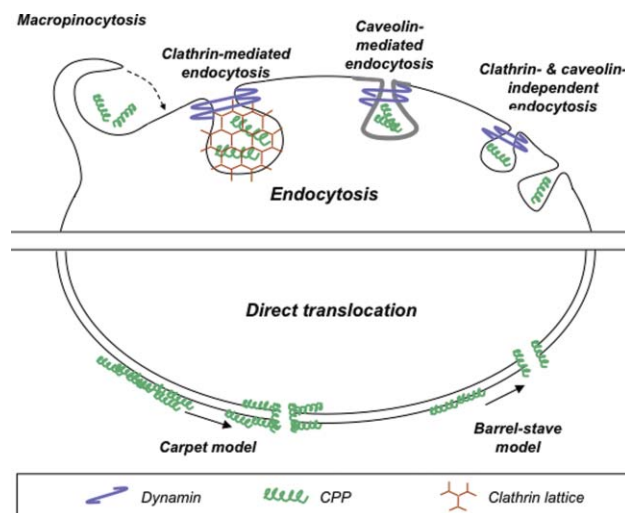 Macropinocytosis
Clathrin-mediated
endocytosis
Caveolin-
mediated
endocytosis
Clathrin- & caveolin-
independent
endocytosis
Endocytosis
Direct translocation
Carpet model
Barrel-stave
model
Dynamin
CPP
Clathrin lattice